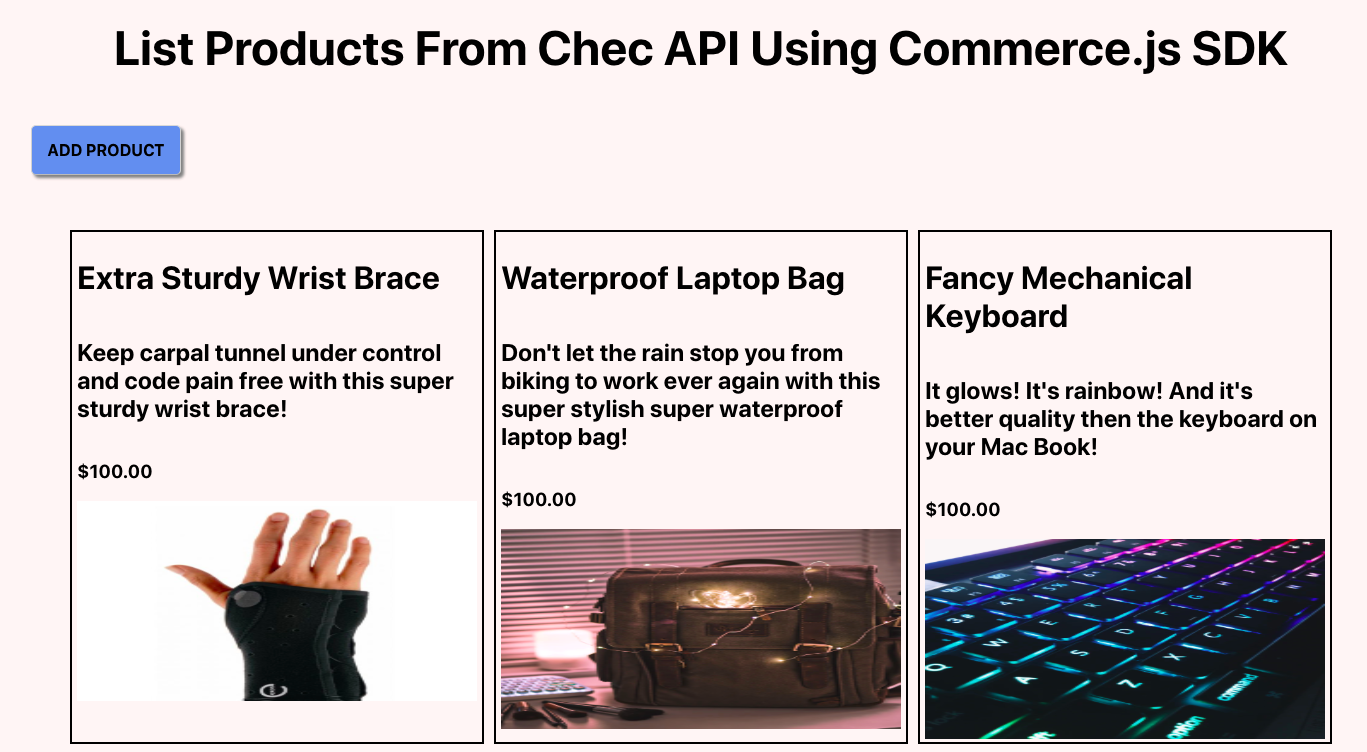 List Products From Chec API Using Commerce.js SDK
ADD PRODUCT
Extra Sturdy Wrist Brace
Keep carpal tunnel under control
and code pain free with this super
sturdy wrist brace!
$100.00
Waterproof Laptop Bag
Don't let the rain stop you from
biking to work ever again with this
super stylish super waterproof
laptop bag!
$100.00
Fancy Mechanical
Keyboard
It glows! It's rainbow! And it's
better quality then the keyboard on
your Mac Book!
$100.00
Q W E R T
A S D F
Z X C V
command
option